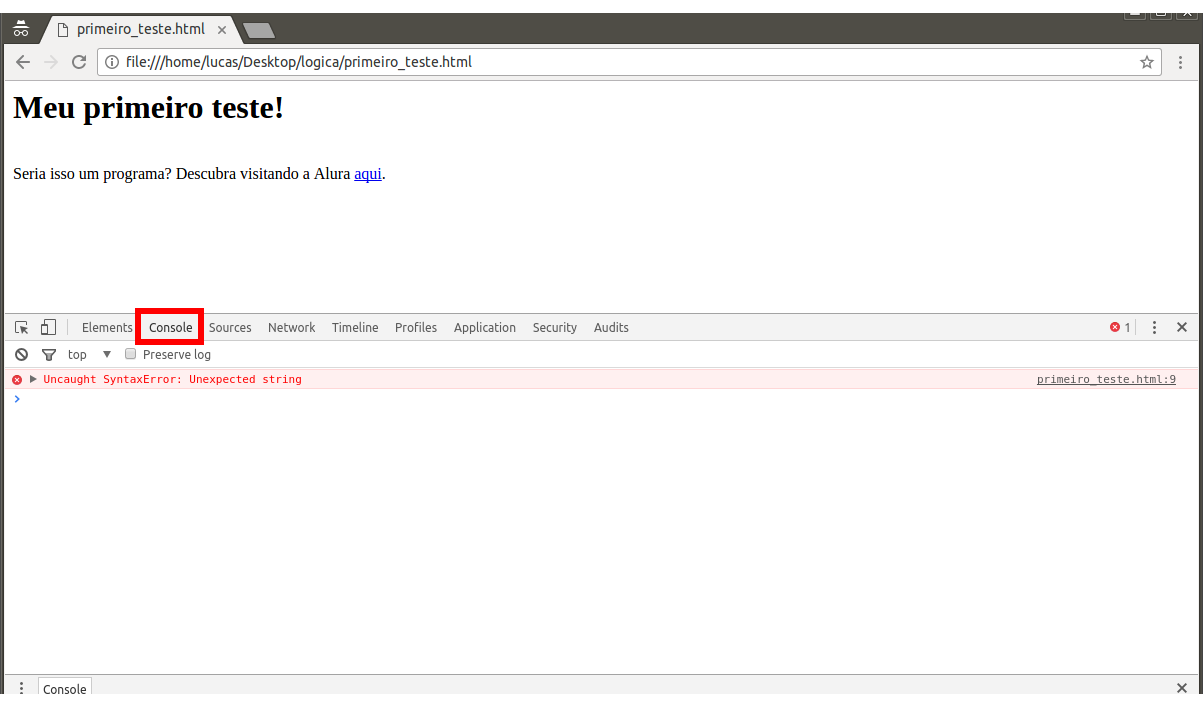 primeiro_teste.html
file:///home/lucas/Desktop/logica/primeiro_teste.html
Meu primeiro teste!
Seria isso um programa? Descubra visitando a Alura aqui.
Elements Console Sources Network Timeline Profiles Application Security Audits 1
top Preserve log
Uncaught SyntaxError: Unexpected string primeiro_teste.html:9
Console